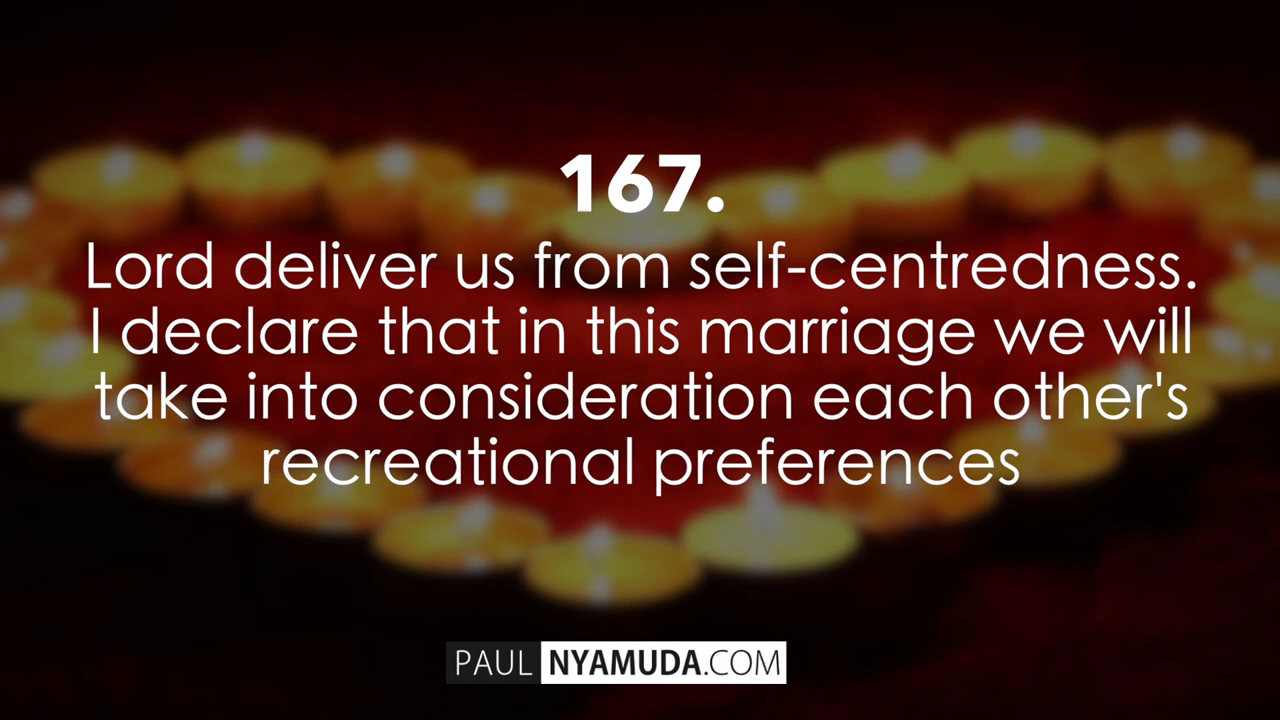 167.
Lord deliver us from self-centredness.
I declare that in this marriage we will
take into consideration each other's
recreational preferences
PAUL NYAMUDA.COM